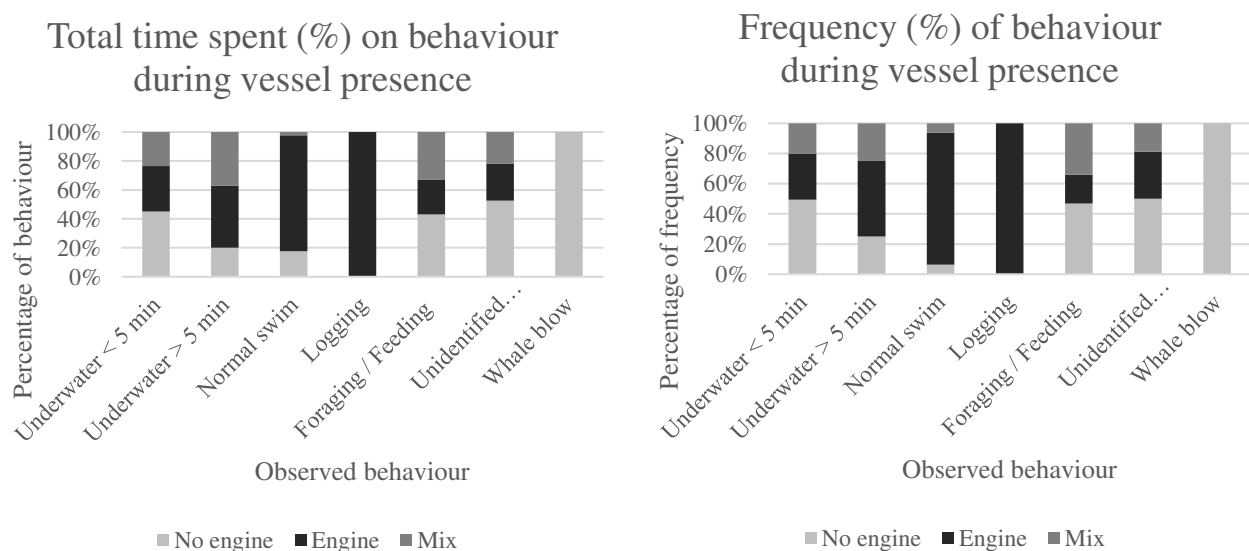 Total time spent (%) on behaviour
during vessel presence
Percentage of behaviour
100%
80%
60%
40%
20%
0%
Underwater < 5 min
Underwater > 5 min
Normal swim
Logging
Foraging / Feeding
Unidentified…
Whale blow
Observed behaviour
No engine Engine Mix
Frequency (%) of behaviour
during vessel presence
Percentage of frequency
100%
80%
60%
40%
20%
0%
Underwater < 5 min
Underwater > 5 min
Normal swim
Logging
Foraging / Feeding
Unidentified…
Whale blow
Observed behaviour
No engine Engine Mix